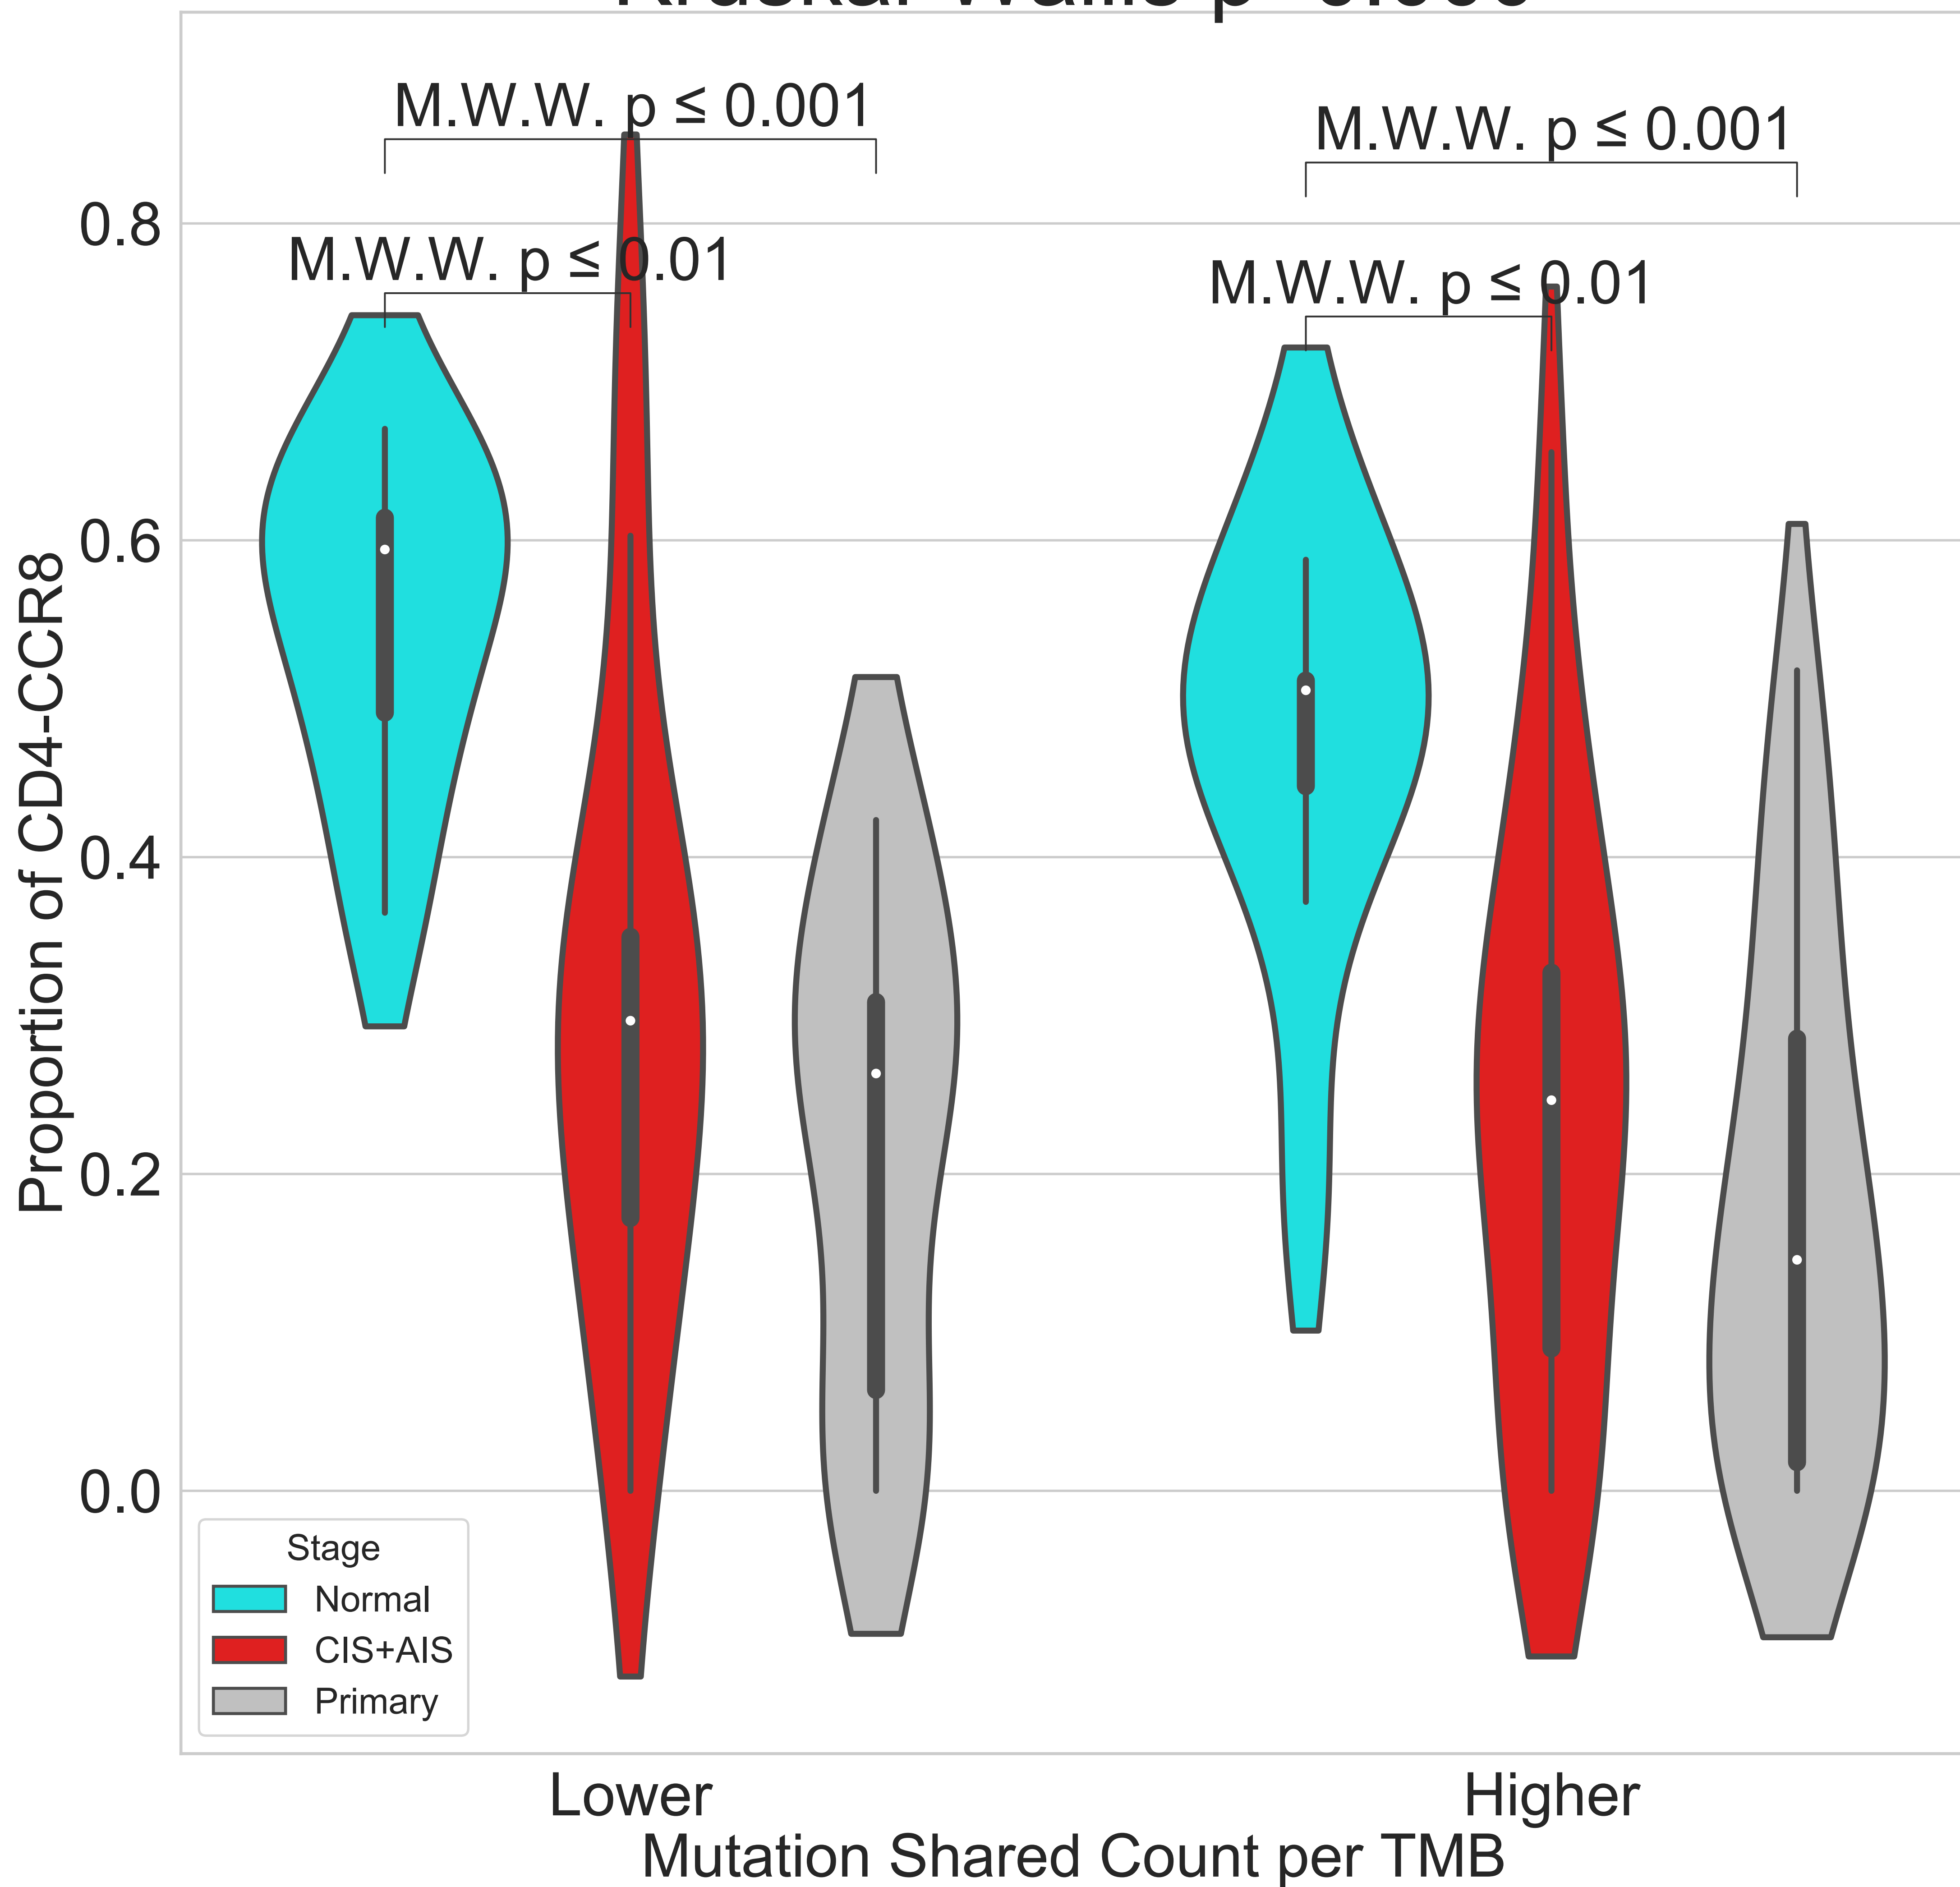 M.W.W. p ≤ 0.001
M.W.W. p ≤ 0.001
M.W.W. p ≤ 0.01
M.W.W. p ≤ 0.01
0.8
0.6
0.4
0.2
0.0
Proportion of CD4-CCR8
Stage
Normal
CIS+AIS
Primary
Lower
Higher
Mutation Shared Count per TMB